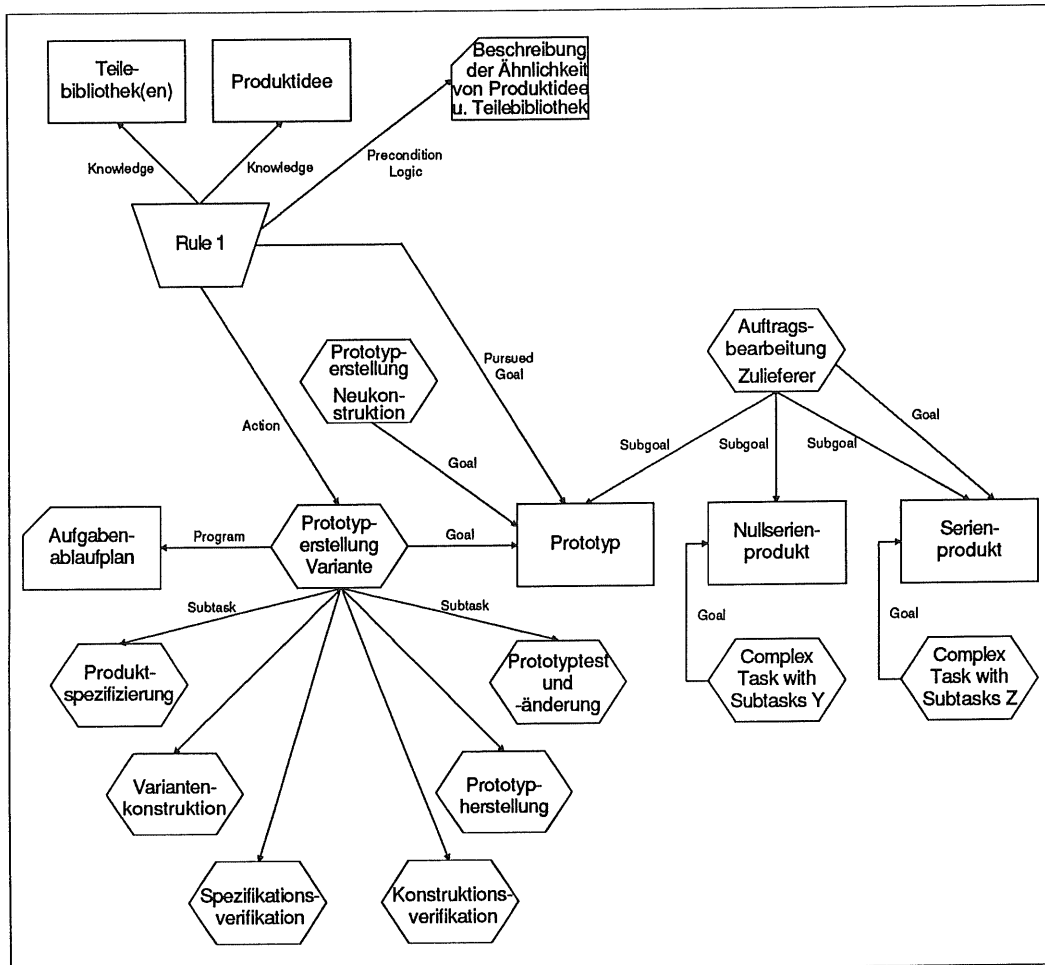 Teile-
bibliothek(en)
Produktidee
Beschreibung
der Ähnlichkeit
von Produktidee
u. Teilebibliothek
Knowledge
Knowledge
Precondition
Logic
Rule 1
Prototyp-
erstellung
Neukon-
struktion
Pursued
Goal
Auftrags-
bearbeitung
Zulieferer
Action
Goal
Subgoal
Subgoal
Subgoal
Goal
Aufgaben-
ablaufplan
Program
Prototyp-
erstellung
Variante
Goal
Prototyp
Nullserien-
produkt
Serien-
produkt
Subtask
Subtask
Goal
Goal
Produkt-
spezifizierung
Prototyptest
und
-änderung
Complex
Task with
Subtasks Y
Complex
Task with
Subtasks Z
Varianten-
konstruktion
Prototyp-
herstellung
Spezifikations-
verifikation
Konstruktions-
verifikation